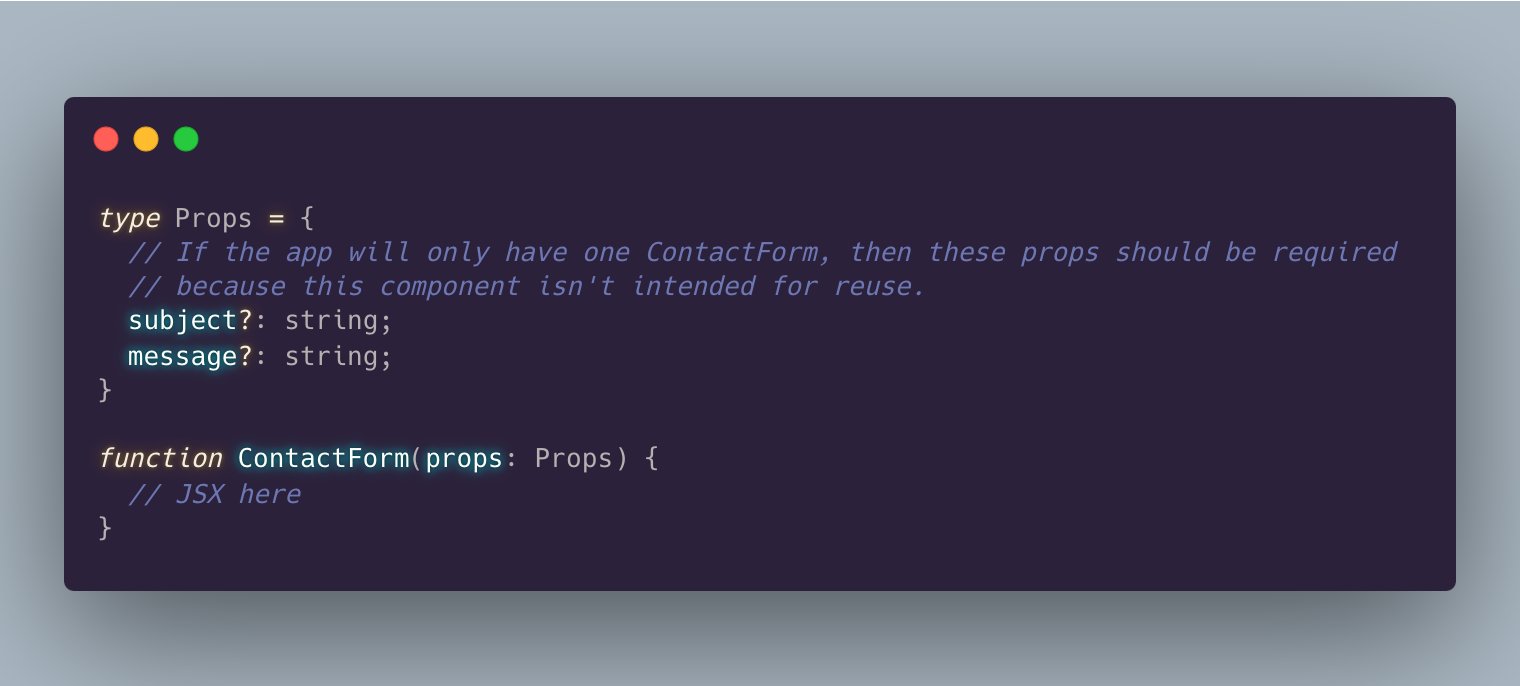 type Props = {
  // If the app will only have one ContactForm, then these props should be required
  // because this component isn't intended for reuse.
  subject?: string;
  message?: string;
}

function ContactForm(props: Props) {
  // JSX here
}